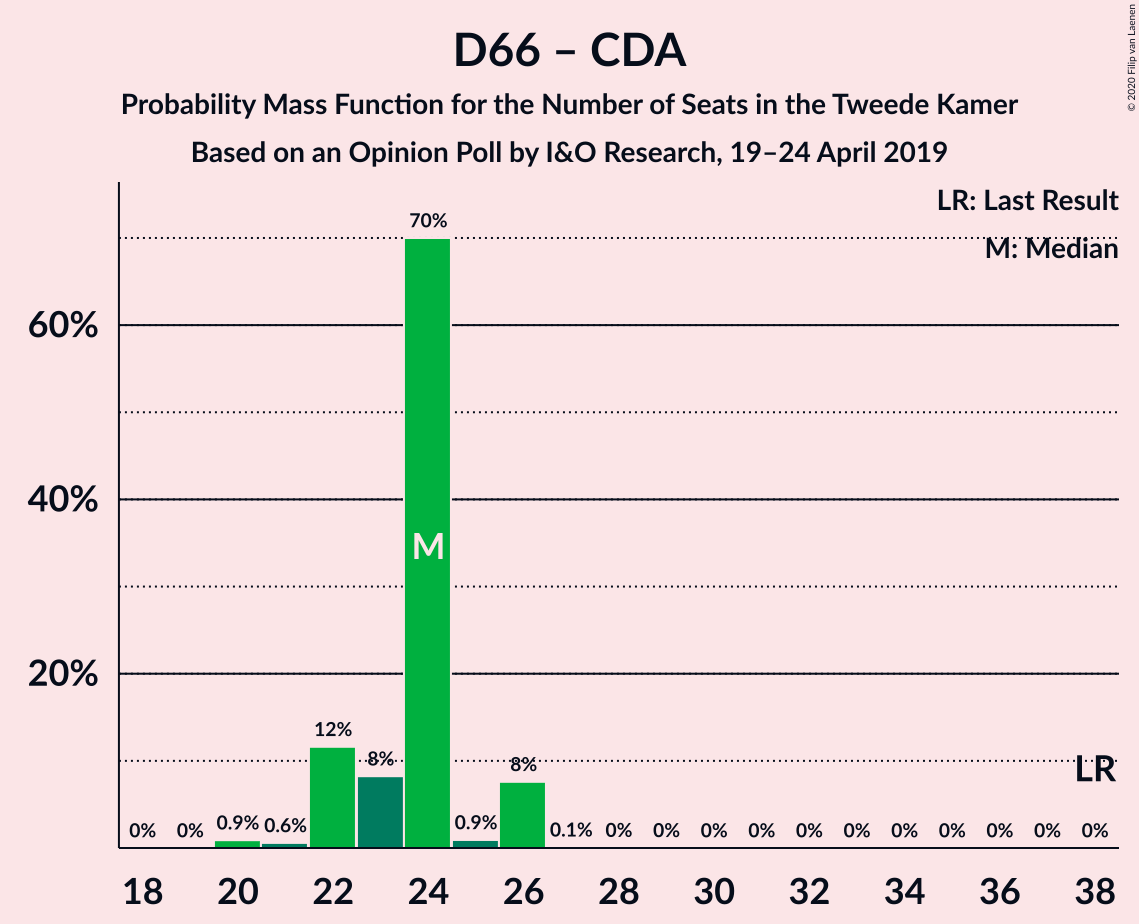 D66 – CDA
Probability Mass Function for the Number of Seats in the Tweede Kamer
Based on an Opinion Poll by I&O Research, 19–24 April 2019
© 2020 Filip van Laenen
LR: Last Result
M: Median
60%
40%
20%
0% 0% 0.9% 0.6% 12% 8% 70% 0.9% 8% 0.1% 0% 0% 0% 0% 0% 0% 0% 0% 0% 0% 0%
M
LR
18 20 22 24 26 28 30 32 34 36 38